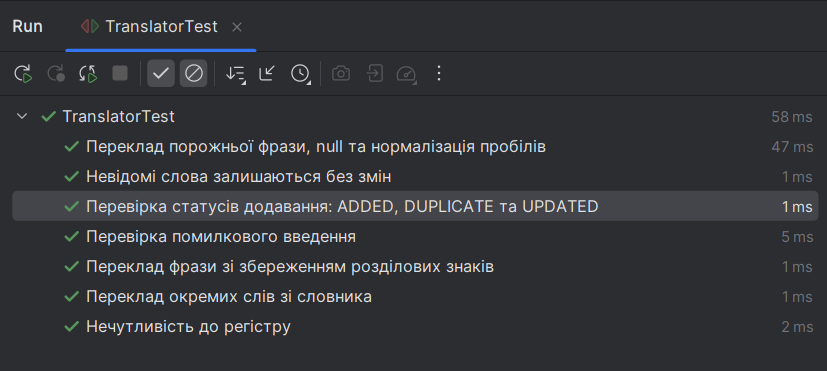 Run TranslatorTest
TranslatorTest 58 ms
Переклад порожньої фрази, null та нормалізація пробілів 47 ms
Невідомі слова залишаються без змін 1 ms
Перевірка статусів додавання: ADDED, DUPLICATE та UPDATED 1 ms
Перевірка помилкового введення 5 ms
Переклад фрази зі збереженням розділових знаків 1 ms
Переклад окремих слів зі словника 1 ms
Нечутливість до регістру 2 ms